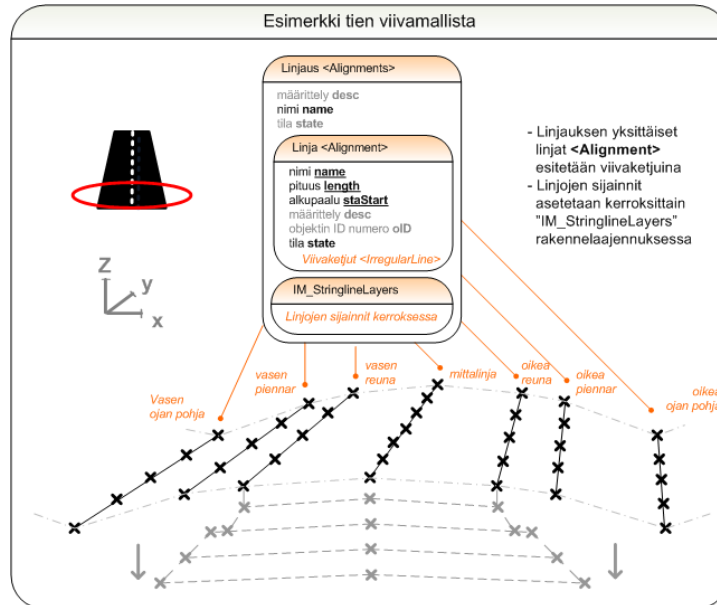 Esimerkki tien viivamallista
Linjaus <Alignments>
määrittely desc
nimi name
tila state
Linja <Alignment>
nimi name
pituus length
alkupaalu staStart
määrittely desc
objektin ID numero oID
tila state
Viivaketjut <IrregularLine>
IM_StringlineLayers
Linjojen sijainnit kerroksessa
- Linjauksen yksittäiset
linjat <Alignment>
esitetään viivaketjuina
- Linjojen sijainnit
asetetaan kerroksittain
"IM_StringlineLayers"
rakennelaajennuksessa
Z
y
x
Vasen
ojan pohja
vasen
piennar
vasen
reuna
mittalinja
oikea
reuna
oikea
piennar
oikea
ojan pohja